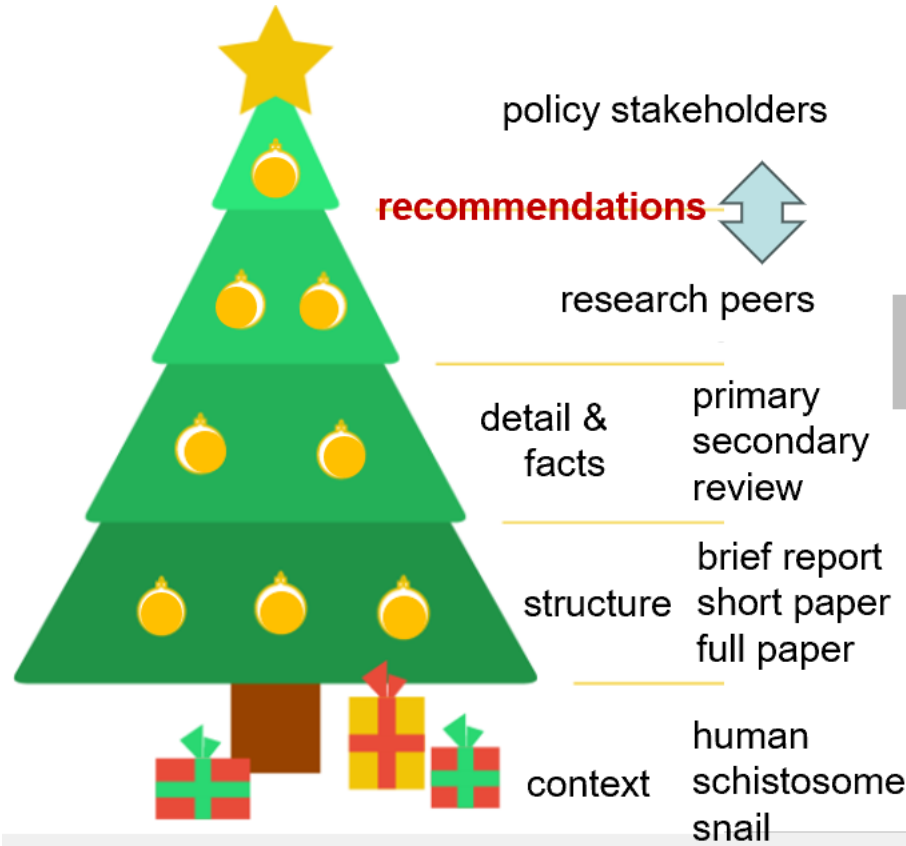 policy stakeholders
recommendations
research peers
detail &
facts
primary
secondary
review
structure
brief report
short paper
full paper
context
human
schistosome
snail